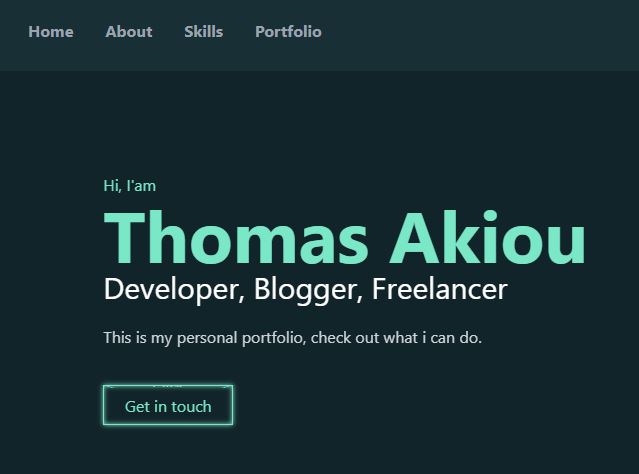 Home About Skills Portfolio
Hi, I'am
Thomas Akiou
Developer, Blogger, Freelancer
This is my personal portfolio, check out what i can do.
Get in touch